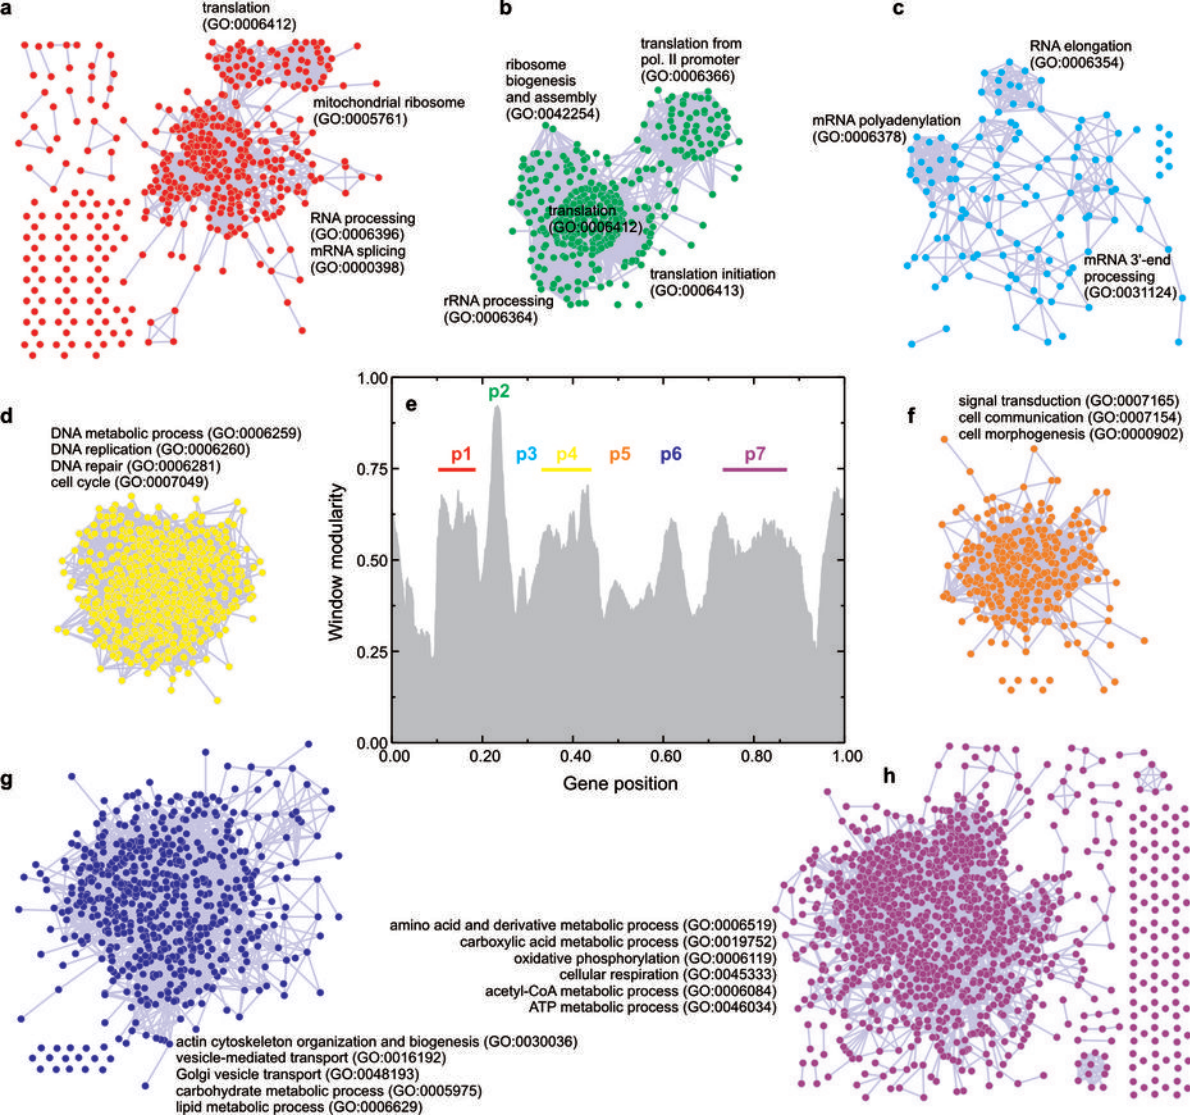 a
translation
(GO:0006412)
mitochondrial ribosome
(GO:0005761)
RNA processing
(GO:0006396)
mRNA splicing
(GO:0000398)
b
ribosome
biogenesis
and assembly
(GO:0042254)
translation from
pol. II promoter
(GO:0006366)
translation
(GO:0006412)
translation initiation
(GO:0006413)
rRNA processing
(GO:0006364)
c
RNA elongation
(GO:0006354)
mRNA polyadenylation
(GO:0006378)
mRNA 3'-end
processing
(GO:0031124)
d
DNA metabolic process (GO:0006259)
DNA replication (GO:0006260)
DNA repair (GO:0006281)
cell cycle (GO:0007049)
e
p1
p2
p3
p4
p5
p6
p7
Window modularity
1.00
0.75
0.50
0.25
0.00
0.00
0.20
0.40
0.60
0.80
1.00
Gene position
f
signal transduction (GO:0007165)
cell communication (GO:0007154)
cell morphogenesis (GO:0000902)
g
actin cytoskeleton organization and biogenesis (GO:0030036)
vesicle-mediated transport (GO:0016192)
Golgi vesicle transport (GO:0048193)
carbohydrate metabolic process (GO:0005975)
lipid metabolic process (GO:0006629)
h
amino acid and derivative metabolic process (GO:0006519)
carboxylic acid metabolic process (GO:0019752)
oxidative phosphorylation (GO:0006119)
cellular respiration (GO:0045333)
acetyl-CoA metabolic process (GO:0006084)
ATP metabolic process (GO:0046034)